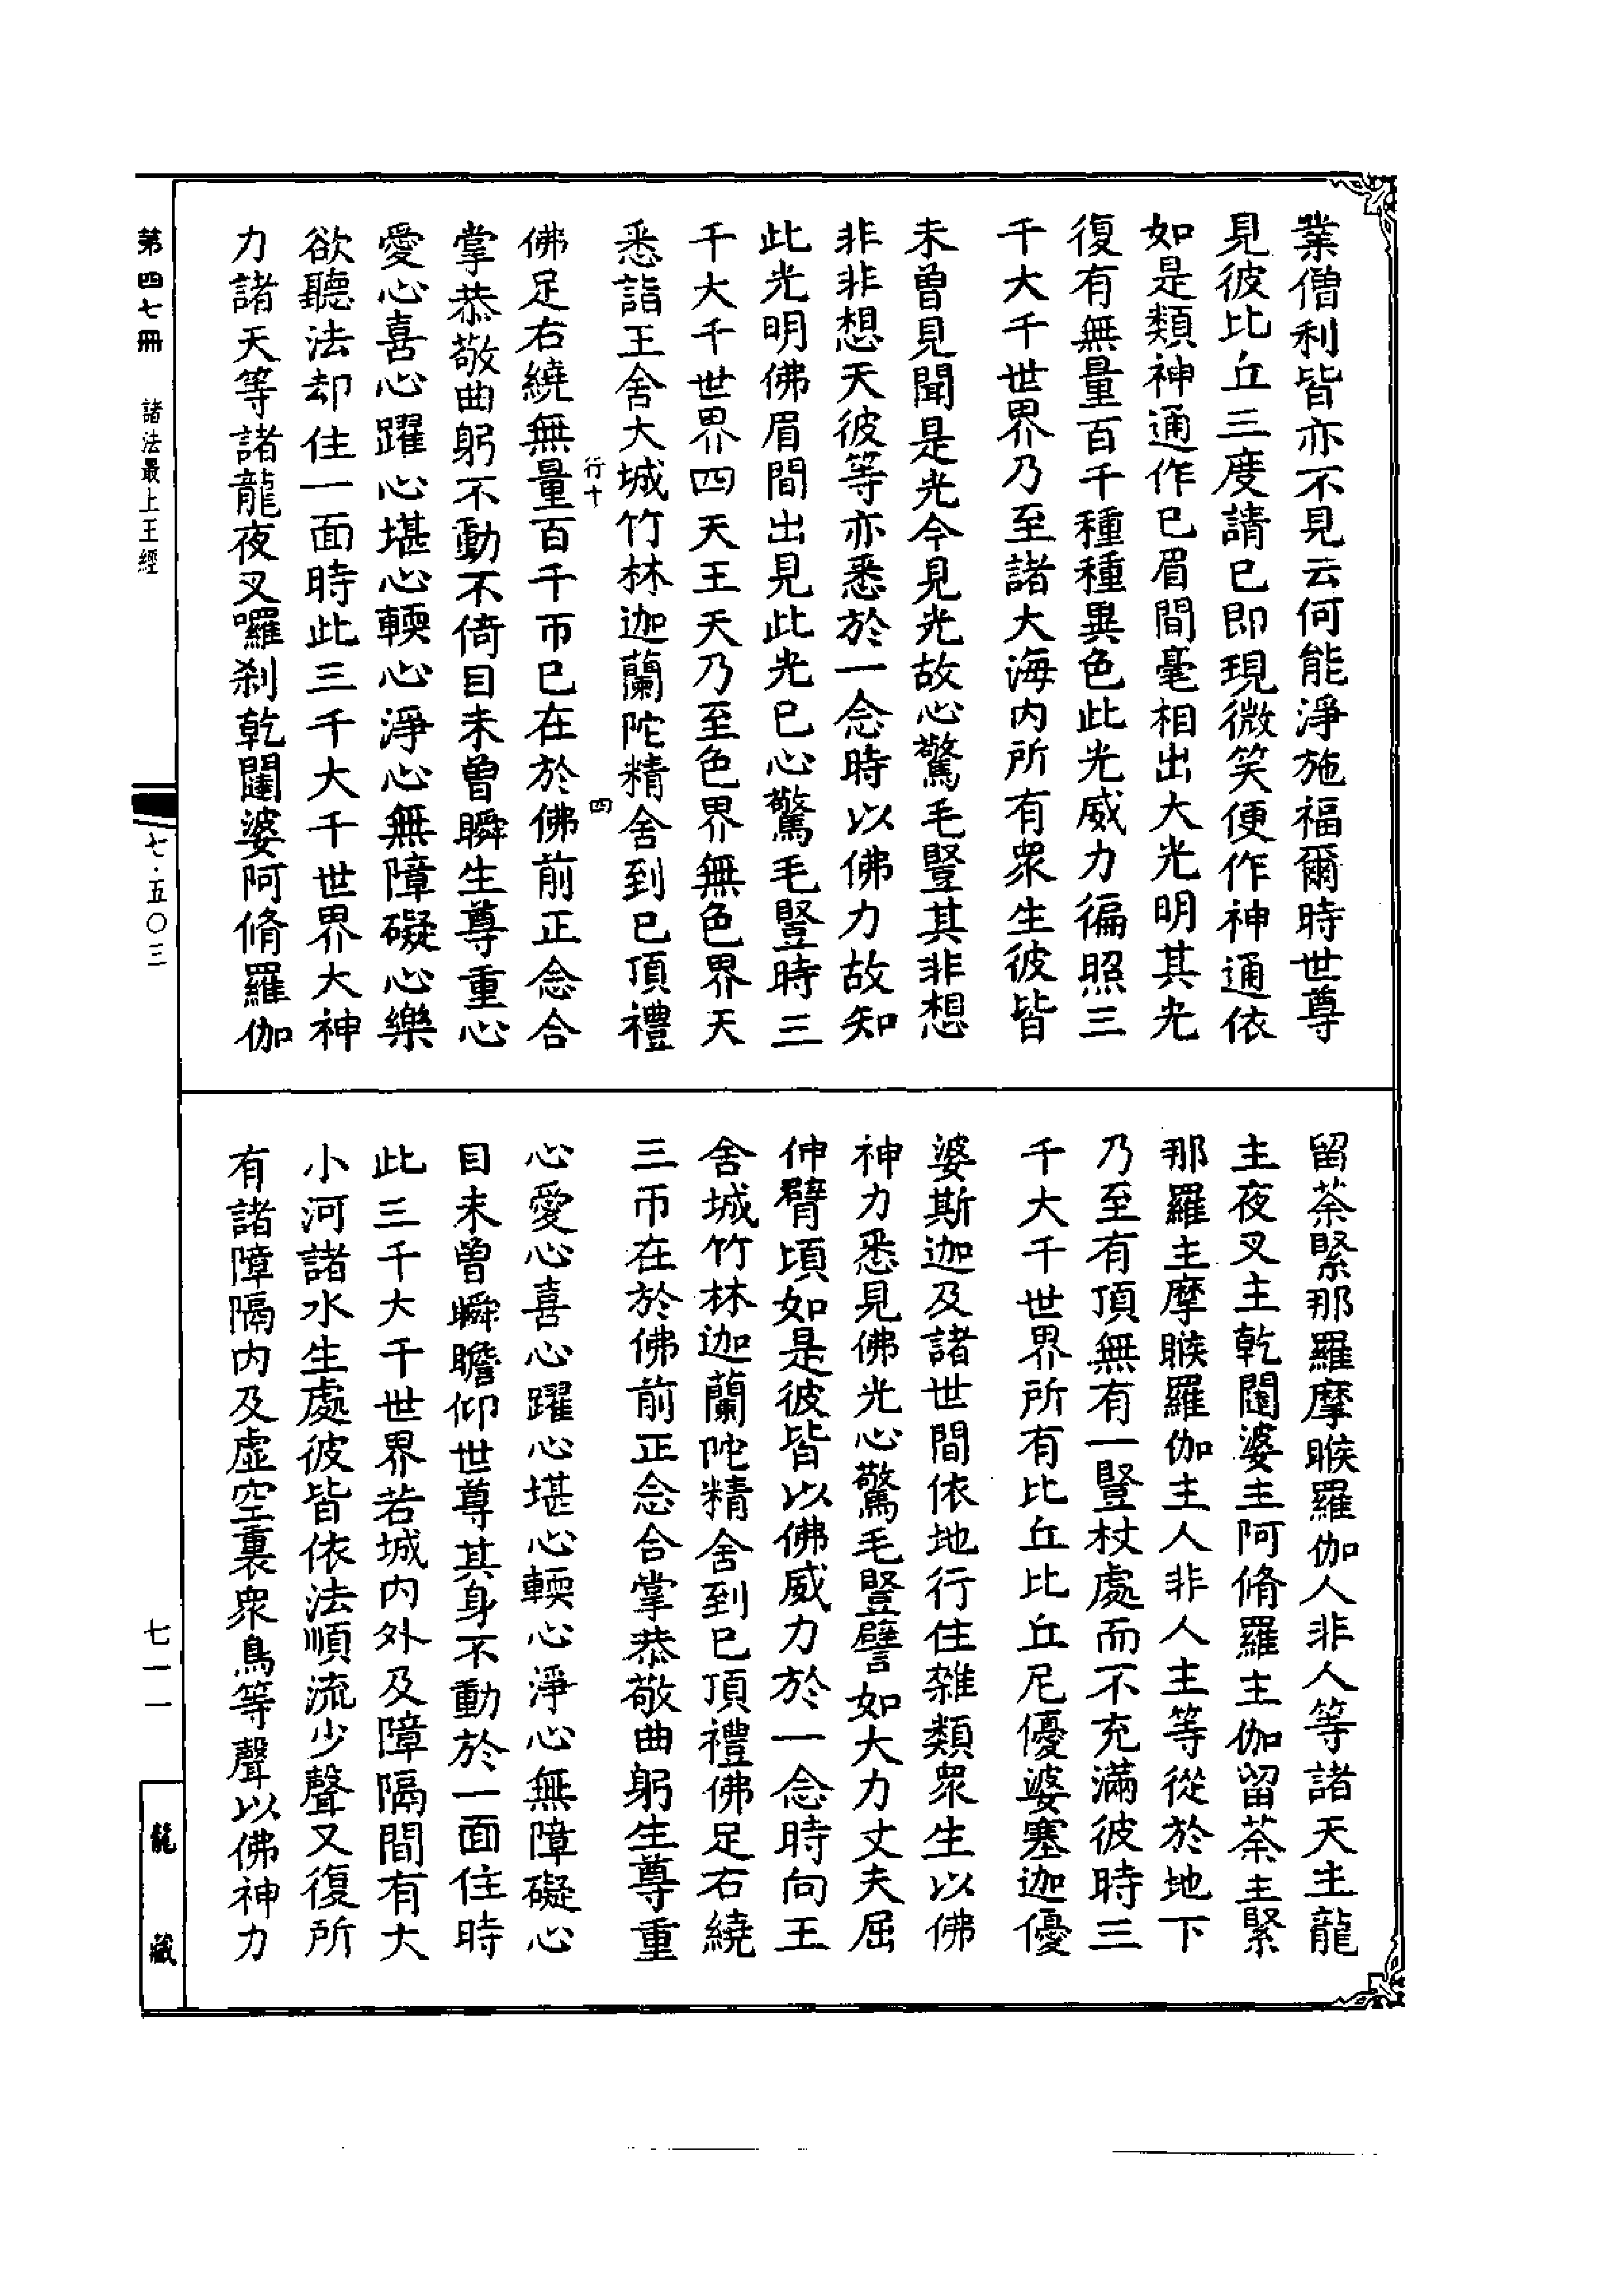 業僧利皆亦不見云何能淨施福爾時世尊
見彼比丘三度請已即現微笑便作神通依
如是類神通作已眉間毫相出大光明其光
復有無量百千種種異色此光威力徧照三
千大千世界乃至諸大海内所有衆生彼皆
未曾見聞是光今見光故心驚毛豎其非想
非非想天彼等亦悉於一念時以佛力故知
此光明佛眉間出見此光已心驚毛豎時三
千大千世界四天王天乃至色界無色界天
悉詣王舍大城竹林迦蘭陀精舍到已頂禮
行十
四
佛足右繞無量百千帀已在於佛前正念合
掌恭敬曲躬不動不倚目未曾瞬生尊重心
愛心喜心躍心堪心輭心淨心無障礙心樂
欲聽法却住一面時此三千大千世界大神
力諸天等諸龍夜叉囉刹乾闥婆阿脩羅伽
留荼緊那羅摩睺羅伽人非人等諸天主龍
主夜叉主乾闥婆主阿脩羅主伽留荼主緊
那羅主摩睺羅伽主人非人主等從於地下
乃至有頂無有一豎杖處而不充滿彼時三
千大千世界所有比丘比丘尼優婆塞迦優
婆斯迦及諸世間依地行住雜類衆生以佛
神力悉見佛光心驚毛豎譬如大力丈夫屈
伸臂頃如是彼皆以佛威力於一念時向王
舍城竹林迦蘭陀精舍到已頂禮佛足右繞
三帀在於佛前正念合掌恭敬曲躬生尊重
心愛心喜心躍心堪心輭心淨心無障礙心
目未曾瞬瞻仰世尊其身不動於一面住時
此三千大千世界若城内外及障隔間有大
小河諸水生處彼皆依法順流少聲又復所
有諸障隔内及虛空裏衆鳥等聲以佛神力
第四七冊 諸法最上王經
七·五〇三
七一一
龍藏